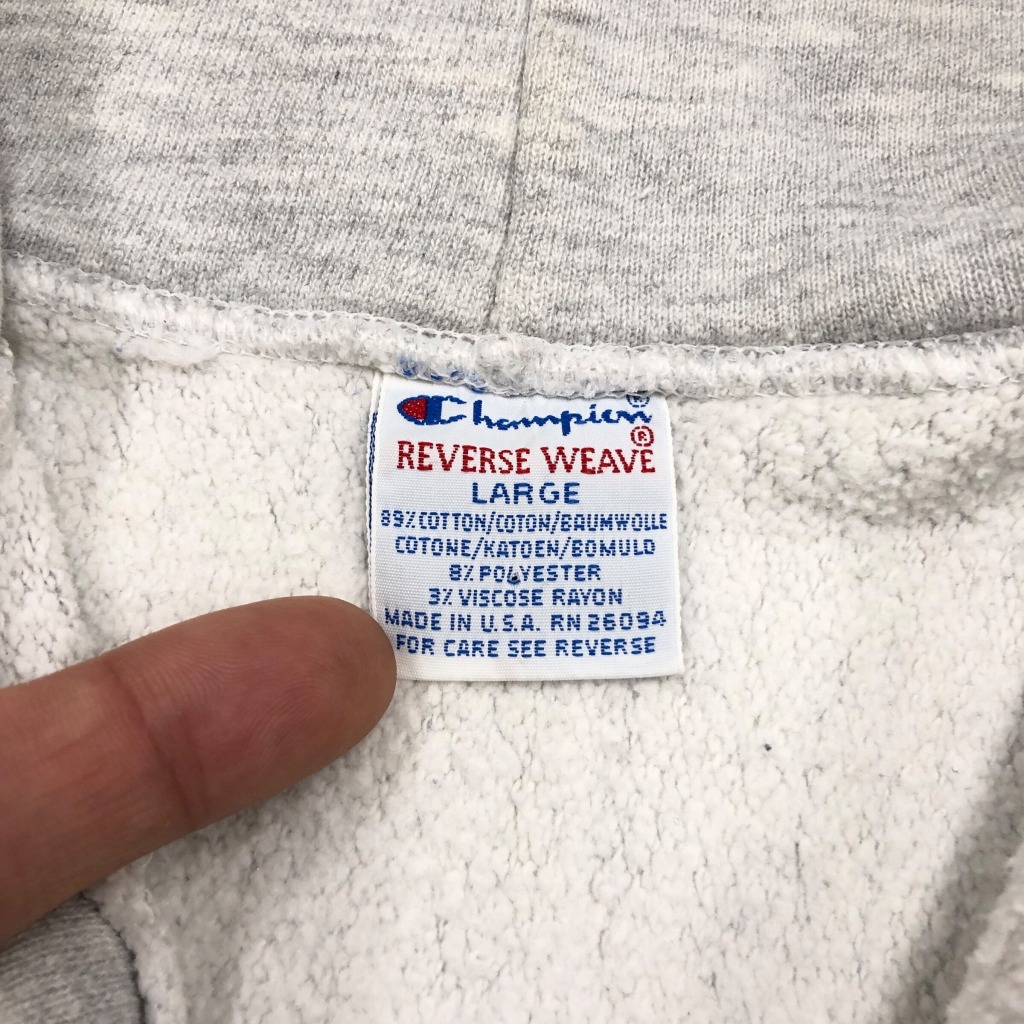 Champion®
REVERSE WEAVE®
LARGE
89% COTTON/COTON/BAUMWOLLE
COTONE/KATOEN/BOMULD
8% POLYESTER
3% VISCOSE RAYON
MADE IN U.S.A. RN 26094
FOR CARE SEE REVERSE